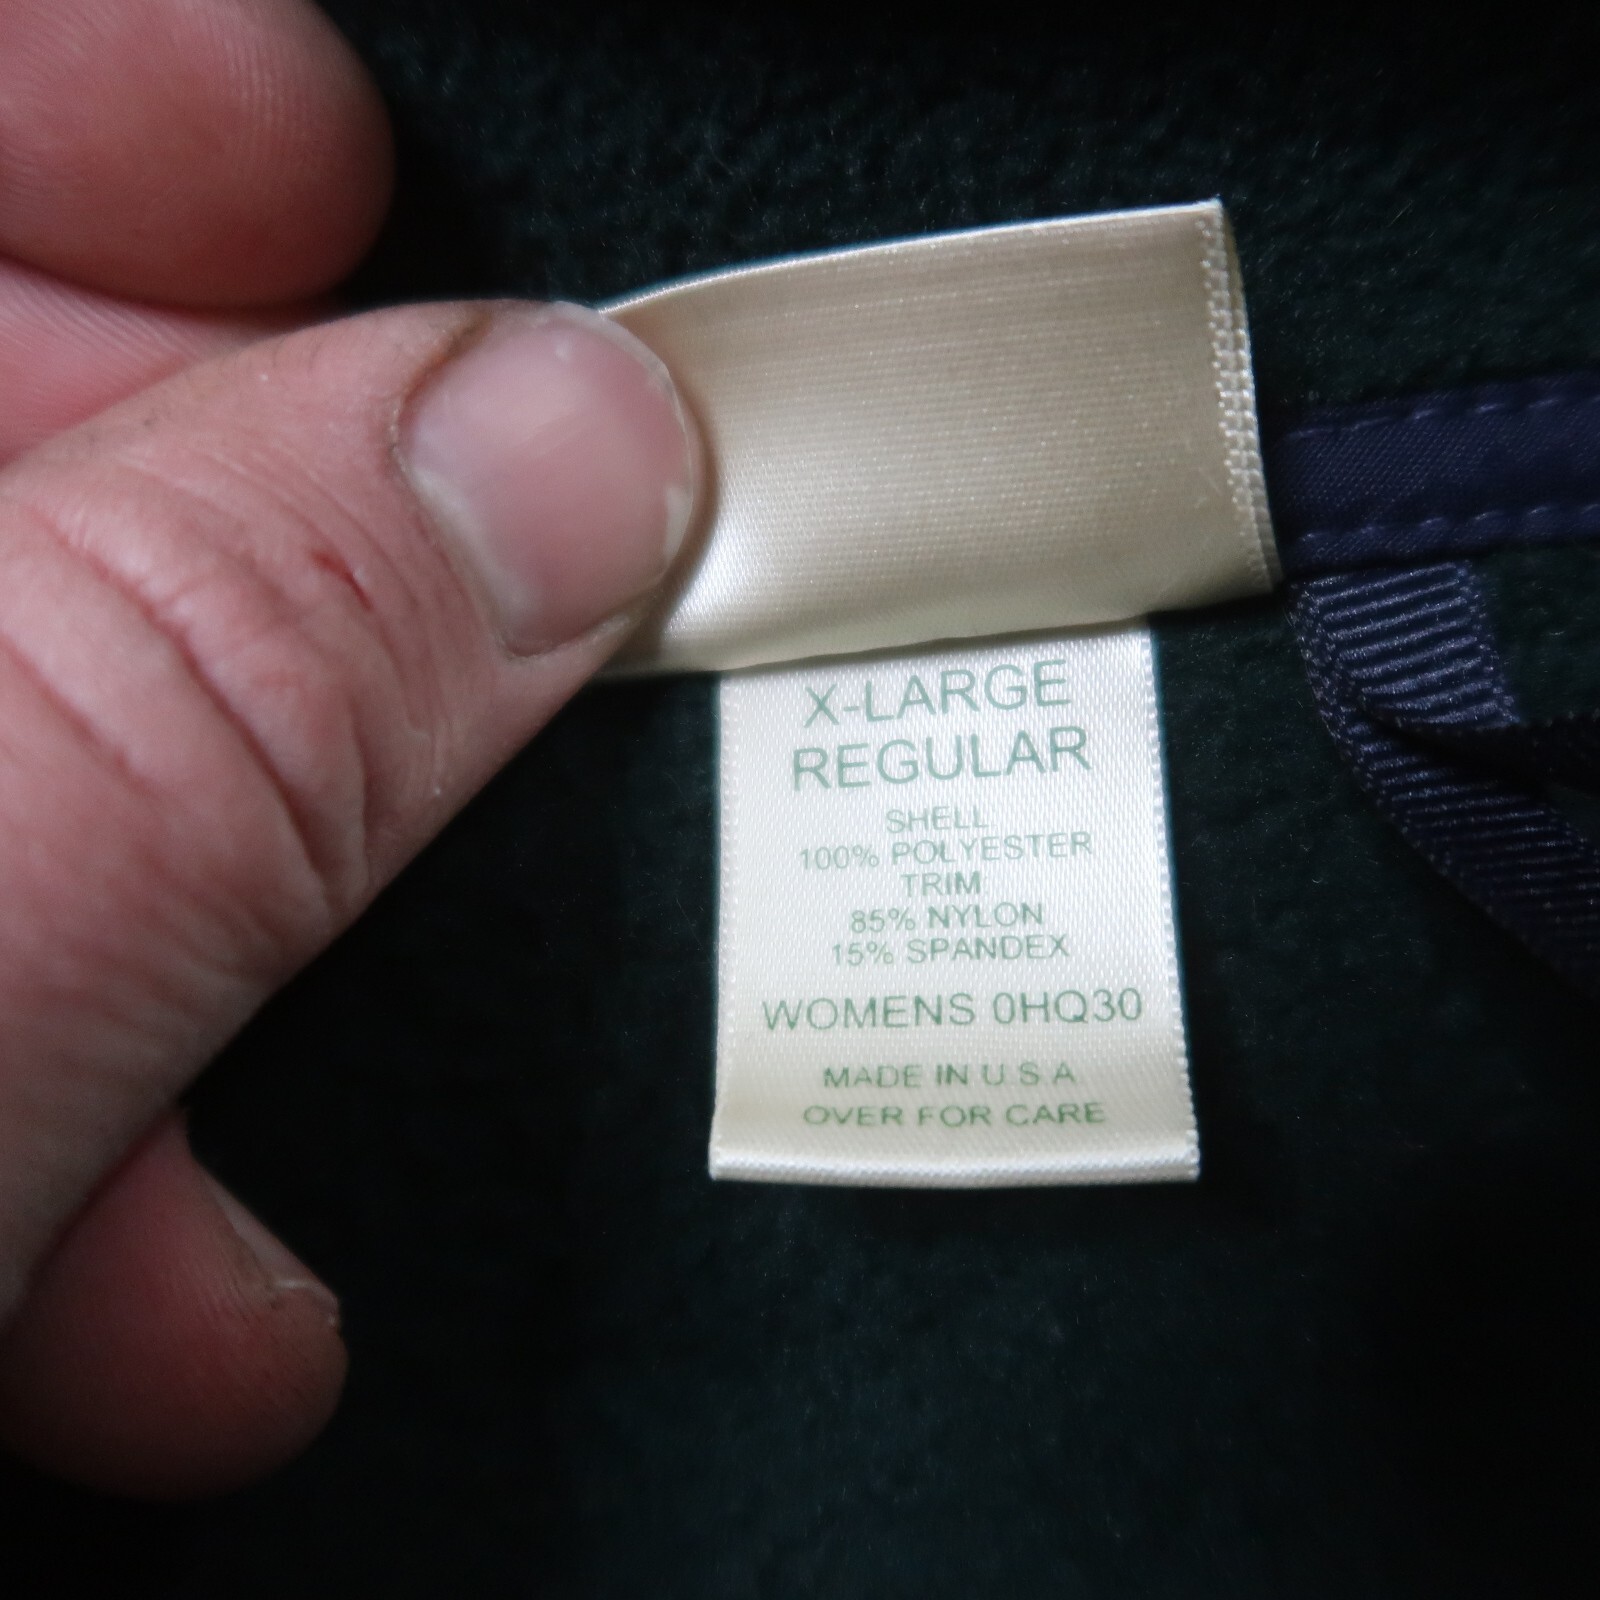 X-LARGE
REGULAR
SHELL
100% POLYESTER
TRIM
85% NYLON
15% SPANDEX
WOMENS 0HQ30
MADE IN U.S.A
OVER FOR CARE